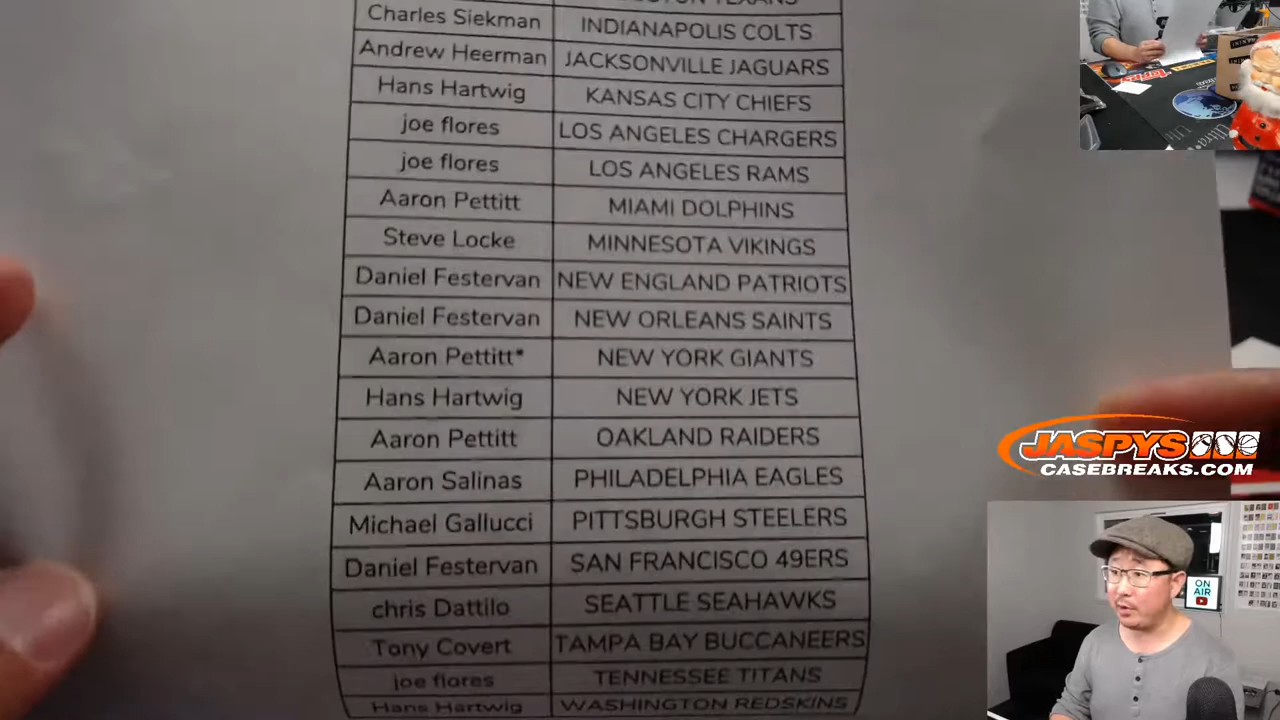 TEXANS
Charles Siekman INDIANAPOLIS COLTS
Andrew Heerman JACKSONVILLE JAGUARS
Hans Hartwig KANSAS CITY CHIEFS
joe flores LOS ANGELES CHARGERS
joe flores LOS ANGELES RAMS
Aaron Pettitt MIAMI DOLPHINS
Steve Locke MINNESOTA VIKINGS
Daniel Festervan NEW ENGLAND PATRIOTS
Daniel Festervan NEW ORLEANS SAINTS
Aaron Pettitt* NEW YORK GIANTS
Hans Hartwig NEW YORK JETS
Aaron Pettitt OAKLAND RAIDERS
Aaron Salinas PHILADELPHIA EAGLES
Michael Gallucci PITTSBURGH STEELERS
Daniel Festervan SAN FRANCISCO 49ERS
chris Dattilo SEATTLE SEAHAWKS
Tony Covert TAMPA BAY BUCCANEERS
joe flores TENNESSEE TITANS
Hans Hartwig WASHINGTON REDSKINS
JASPYS
CASEBREAKS.COM
ON
AIR